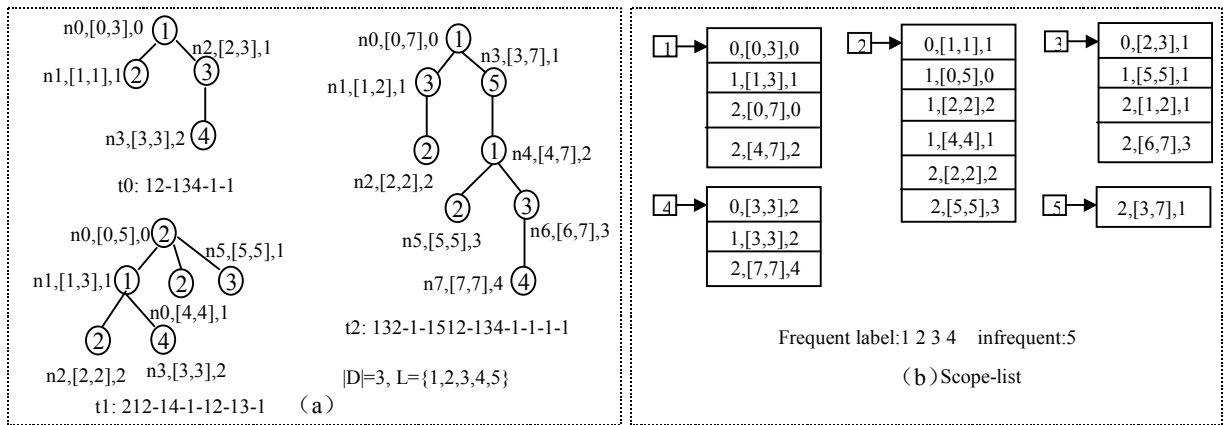 n0,[0,3],0
1
n2,[2,3],1
n1,[1,1],1
2
3
n3,[3,3],2
4
t0: 12-134-1-1
n0,[0,5],0
2
n5,[5,5],1
n1,[1,3],1
1
2
3
n0,[4,4],1
2
4
n2,[2,2],2
n3,[3,3],2
t1: 212-14-1-12-13-1
n0,[0,7],0
1
n3,[3,7],1
n1,[1,2],1
3
5
2
1
n4,[4,7],2
n2,[2,2],2
2
3
n5,[5,5],3
n6,[6,7],3
n7,[7,7],4
4
t2: 132-1-1512-134-1-1-1-1
|D|=3, L={1,2,3,4,5}
(a)
1
0,[0,3],0
1,[1,3],1
2,[0,7],0
2,[4,7],2
2
0,[1,1],1
1,[0,5],0
1,[2,2],2
1,[4,4],1
2,[2,2],2
2,[5,5],3
3
0,[2,3],1
1,[5,5],1
2,[1,2],1
2,[6,7],3
4
0,[3,3],2
1,[3,3],2
2,[7,7],4
5
2,[3,7],1
Frequent label:1 2 3 4 infrequent:5
(b)Scope-list